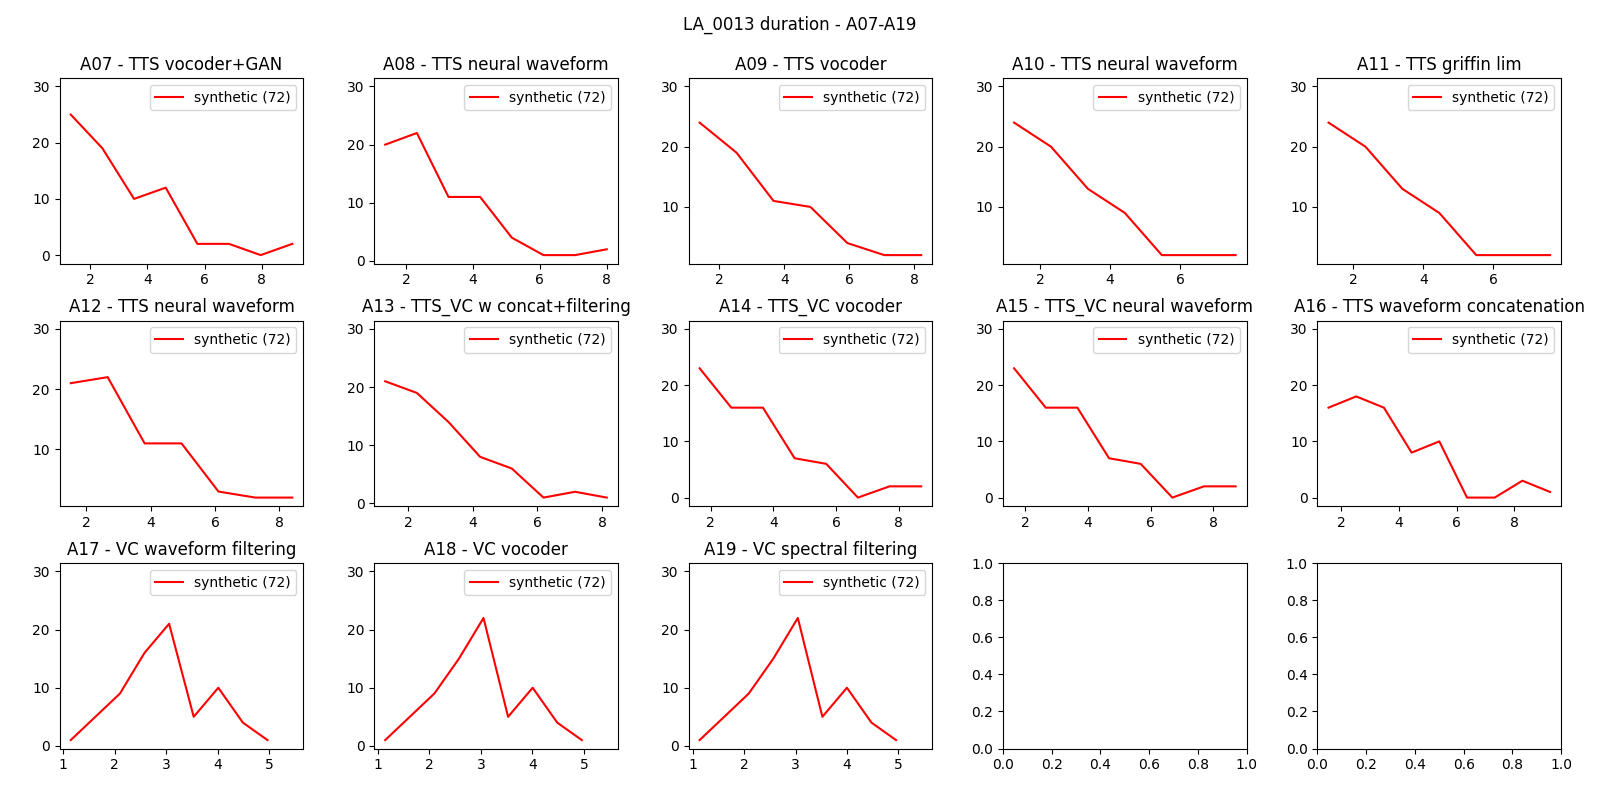 LA_0013 duration - A07-A19
A07 - TTS vocoder+GAN
30
20
10
0
synthetic (72)
2 4 6 8
A08 - TTS neural waveform
30
20
10
0
synthetic (72)
2 4 6 8
A09 - TTS vocoder
30
20
10
synthetic (72)
2 4 6 8
A10 - TTS neural waveform
30
20
10
synthetic (72)
2 4 6
A11 - TTS griffin lim
30
20
10
synthetic (72)
2 4 6
A12 - TTS neural waveform
30
20
10
synthetic (72)
2 4 6 8
A13 - TTS_VC w concat+filtering
30
20
10
0
synthetic (72)
2 4 6 8
A14 - TTS_VC vocoder
30
20
10
0
synthetic (72)
2 4 6 8
A15 - TTS_VC neural waveform
30
20
10
0
synthetic (72)
2 4 6 8
A16 - TTS waveform concatenation
30
20
10
0
synthetic (72)
2 4 6 8
A17 - VC waveform filtering
30
20
10
0
synthetic (72)
1 2 3 4 5
A18 - VC vocoder
30
20
10
0
synthetic (72)
1 2 3 4 5
A19 - VC spectral filtering
30
20
10
0
synthetic (72)
1 2 3 4 5
1.0
0.8
0.6
0.4
0.2
0.0
0.0 0.2 0.4 0.6 0.8 1.0
1.0
0.8
0.6
0.4
0.2
0.0
0.0 0.2 0.4 0.6 0.8 1.0